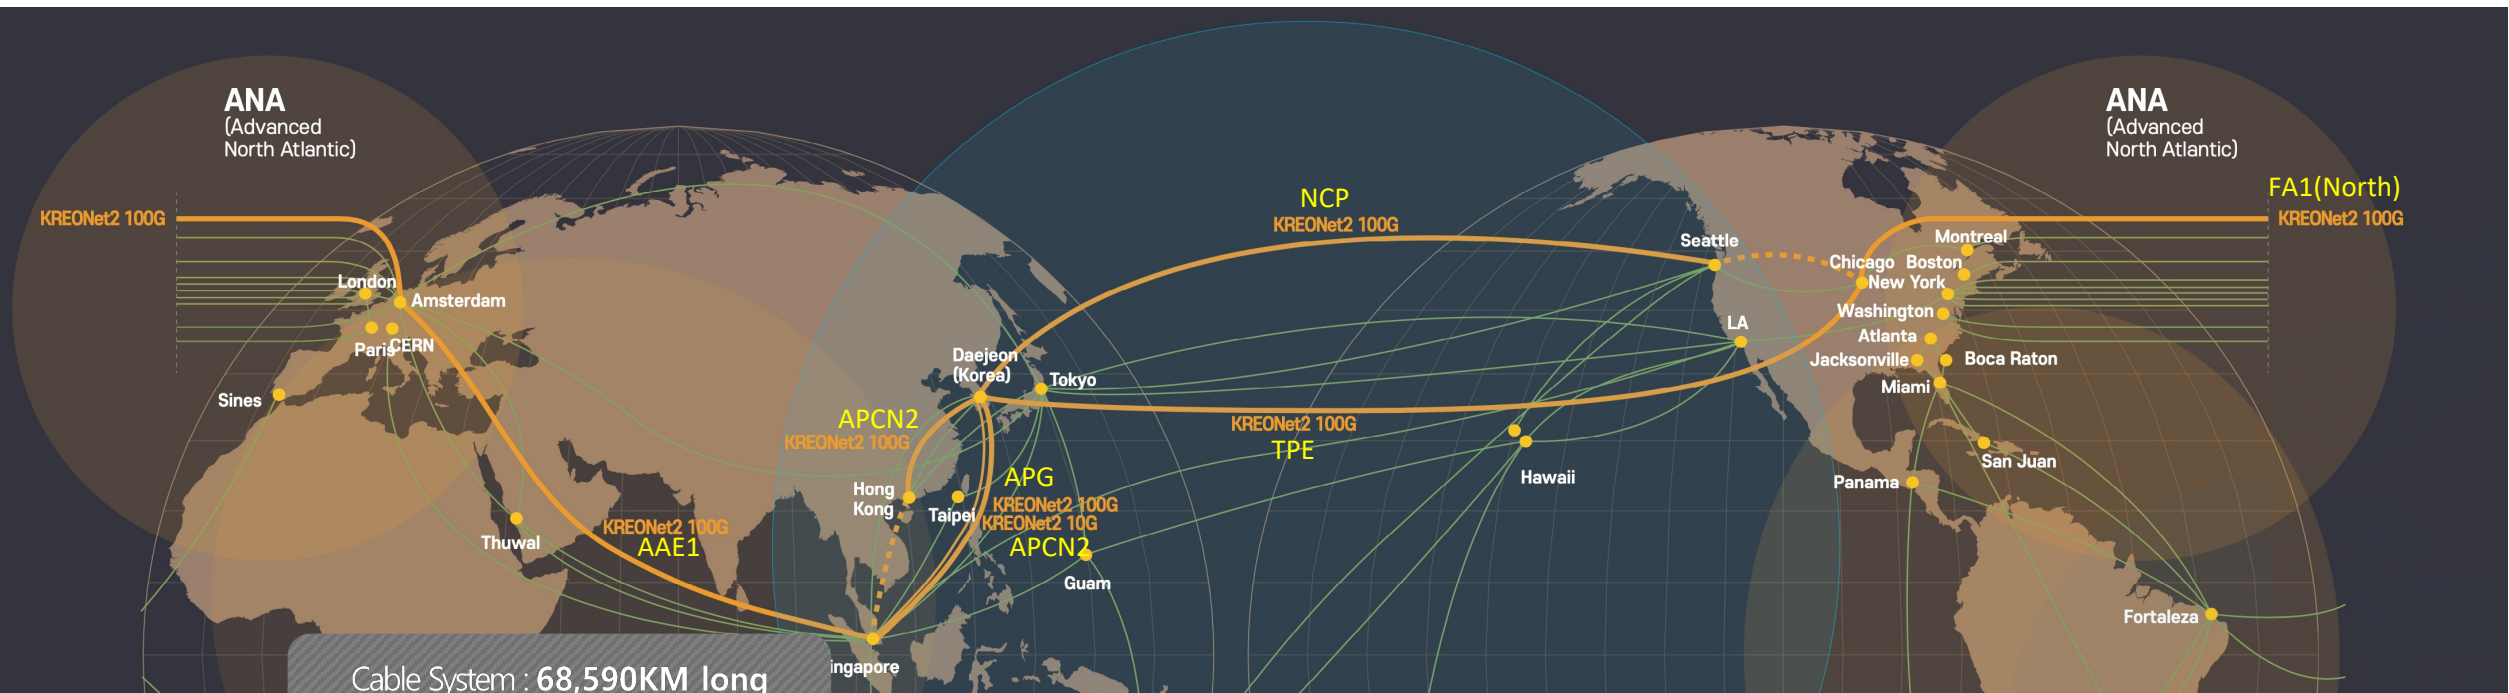 ANA
(Advanced
North Atlantic)
ANA
(Advanced
North Atlantic)
FA1(North)
KREONet2 100G
KREONet2 100G
NCP
KREONet2 100G
Seattle
Montreal
Chicago
Boston
New York
London
Amsterdam
Washington
LA
Atlanta
Paris
CERN
Daejeon
(Korea)
Tokyo
Jacksonville
Boca Raton
Miami
Sines
APCN2
KREONet2 100G
KREONet2 100G
TPE
San Juan
Hawaii
Panama
APG
Hong
Kong
Taipei
KREONet2 100G
KREONet2 10G
APCN2
KREONet2 100G
AAE1
Thuwal
Guam
Fortaleza
ingapore
Cable System : 68,590KM long